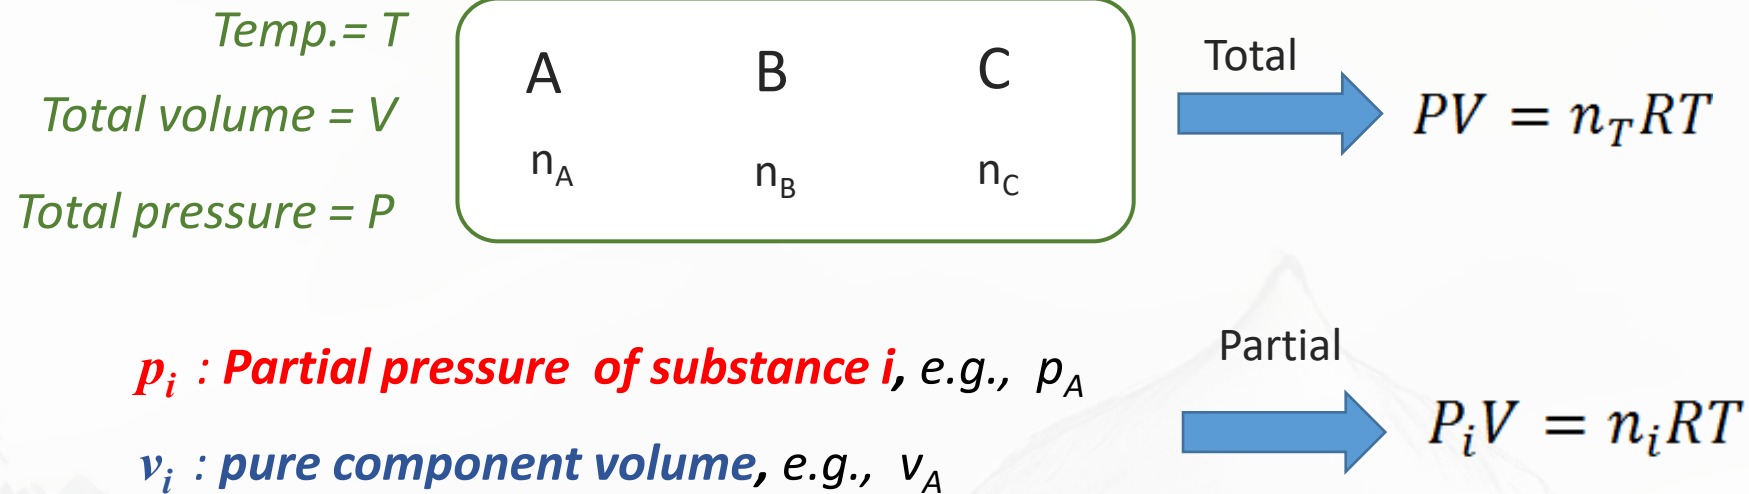 Temp.= T
Total volume = V
Total pressure = P
A B C
n_A n_B n_C
Total
PV = n_T RT
p_i : Partial pressure of substance i, e.g., p_A
v_i : pure component volume, e.g., v_A
Partial
P_i V = n_i RT